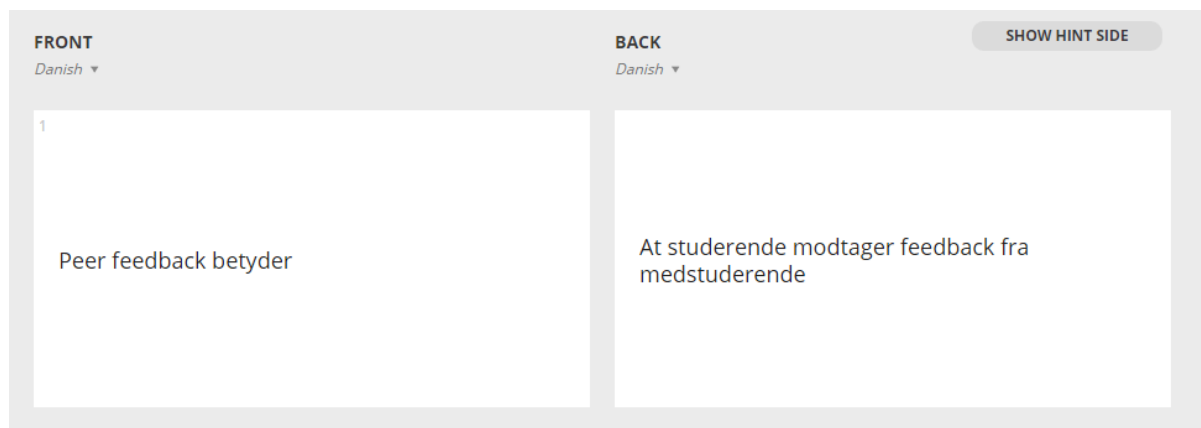 FRONT
Danish ▾
BACK
Danish ▾
SHOW HINT SIDE
1
Peer feedback betyder
At studerende modtager feedback fra
medstuderende